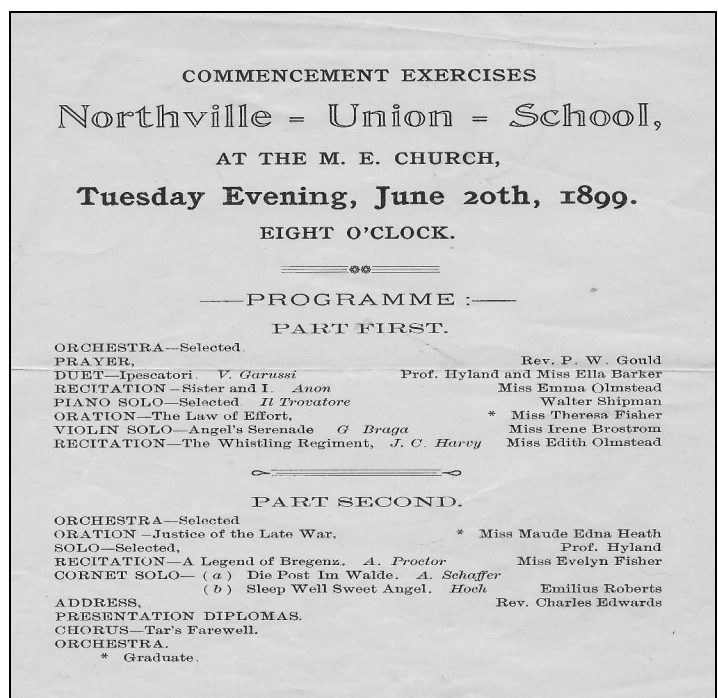 COMMENCEMENT EXERCISES
Northville = Union = School,
AT THE M. E. CHURCH,
Tuesday Evening, June 20th, 1899.
EIGHT O'CLOCK.
PROGRAMME :
PART FIRST.
ORCHESTRA—Selected.
PRAYER, Rev. P. W. Gould
DUET—Ipescatori. V. Garussi Prof. Hyland and Miss Ella Barker
RECITATION—Sister and I. Anon Miss Emma Olmstead
PIANO SOLO—Selected Il Trovatore Walter Shipman
ORATION—The Law of Effort, * Miss Theresa Fisher
VIOLIN SOLO—Angel's Serenade G Braga Miss Irene Brostrom
RECITATION—The Whistling Regiment, J. C. Harvy Miss Edith Olmstead
PART SECOND.
ORCHESTRA—Selected
ORATION—Justice of the Late War, * Miss Maude Edna Heath
SOLO—Selected, Prof. Hyland
RECITATION—A Legend of Bregenz. A. Proctor Miss Evelyn Fisher
CORNET SOLO— (a) Die Post Im Walde. A. Schaffer
(b) Sleep Well Sweet Angel. Hoch Emilius Roberts
ADDRESS, Rev. Charles Edwards
PRESENTATION DIPLOMAS.
CHORUS—Tar's Farewell.
ORCHESTRA.
* Graduate.